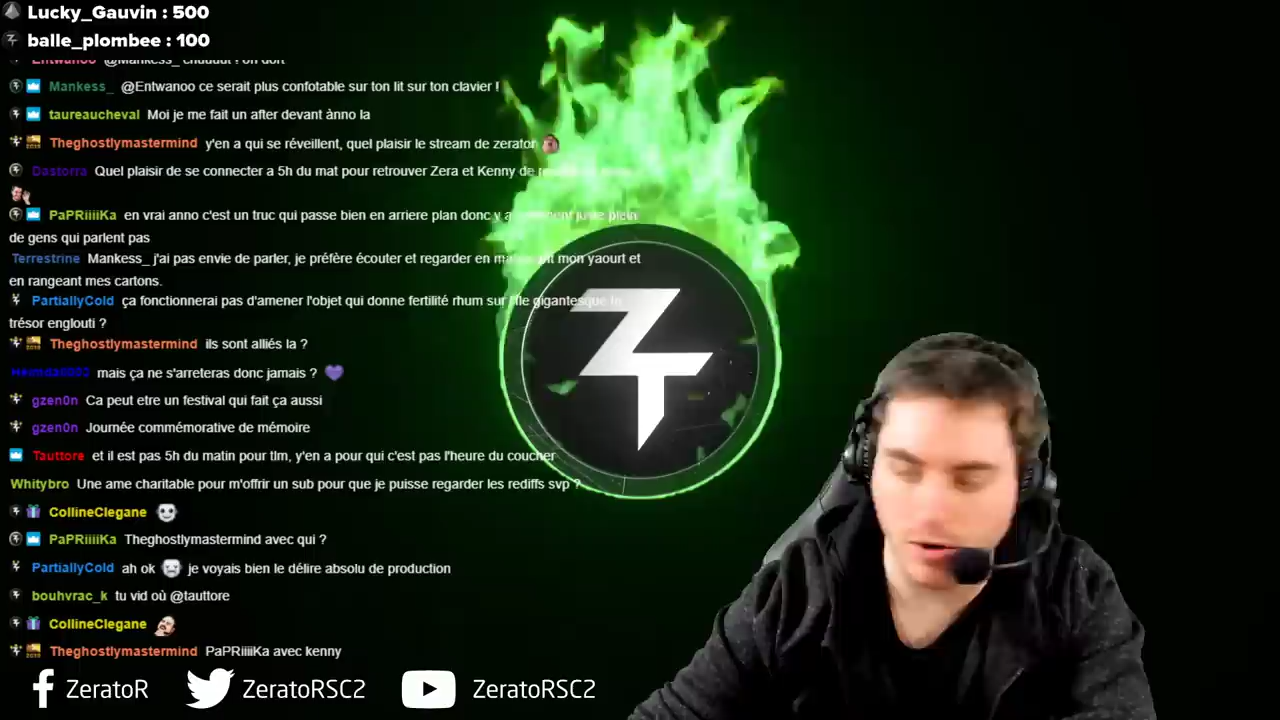 Lucky_Gauvin : 500
balle_plombee : 100
Entwanoo @Mankess_ chuuuut ! on dort
Mankess_ @Entwanoo ce serait plus confotable sur ton lit sur ton clavier !
taureaucheval Moi je me fait un after devant ànno la
Theghostlymastermind y'en a qui se réveillent, quel plaisir le stream de zerator
Dastorra Quel plaisir de se connecter a 5h du mat pour retrouver Zera et Kenny de
PaPRiiiiKa en vrai anno c'est un truc qui passe bien en arriere plan donc y a juste plein
de gens qui parlent pas
Terrestrine Mankess_ j'ai pas envie de parler, je préfère écouter et regarder en mon yaourt et
en rangeant mes cartons.
PartiallyCold ça fonctionnerai pas d'amener l'objet qui donne fertilité rhum sur l'île gigantesque
trésor englouti ?
Theghostlymastermind ils sont alliés la ?
mais ça ne s'arreteras donc jamais ?
gzen0n Ca peut etre un festival qui fait ça aussi
gzen0n Journée commémorative de mémoire
Tauttore et il est pas 5h du matin pour tlm, y'en a pour qui c'est pas l'heure du coucher
Whitybro Une ame charitable pour m'offrir un sub pour que je puisse regarder les rediffs svp ?
CollineClegane
PaPRiiiiKa Theghostlymastermind avec qui ?
PartiallyCold ah ok je voyais bien le délire absolu de production
bouhvrac_k tu vid où @tauttore
CollineClegane
Theghostlymastermind PaPRiiiiKa avec kenny
ZeratoR ZeratoRSC2 ZeratoRSC2
ZT